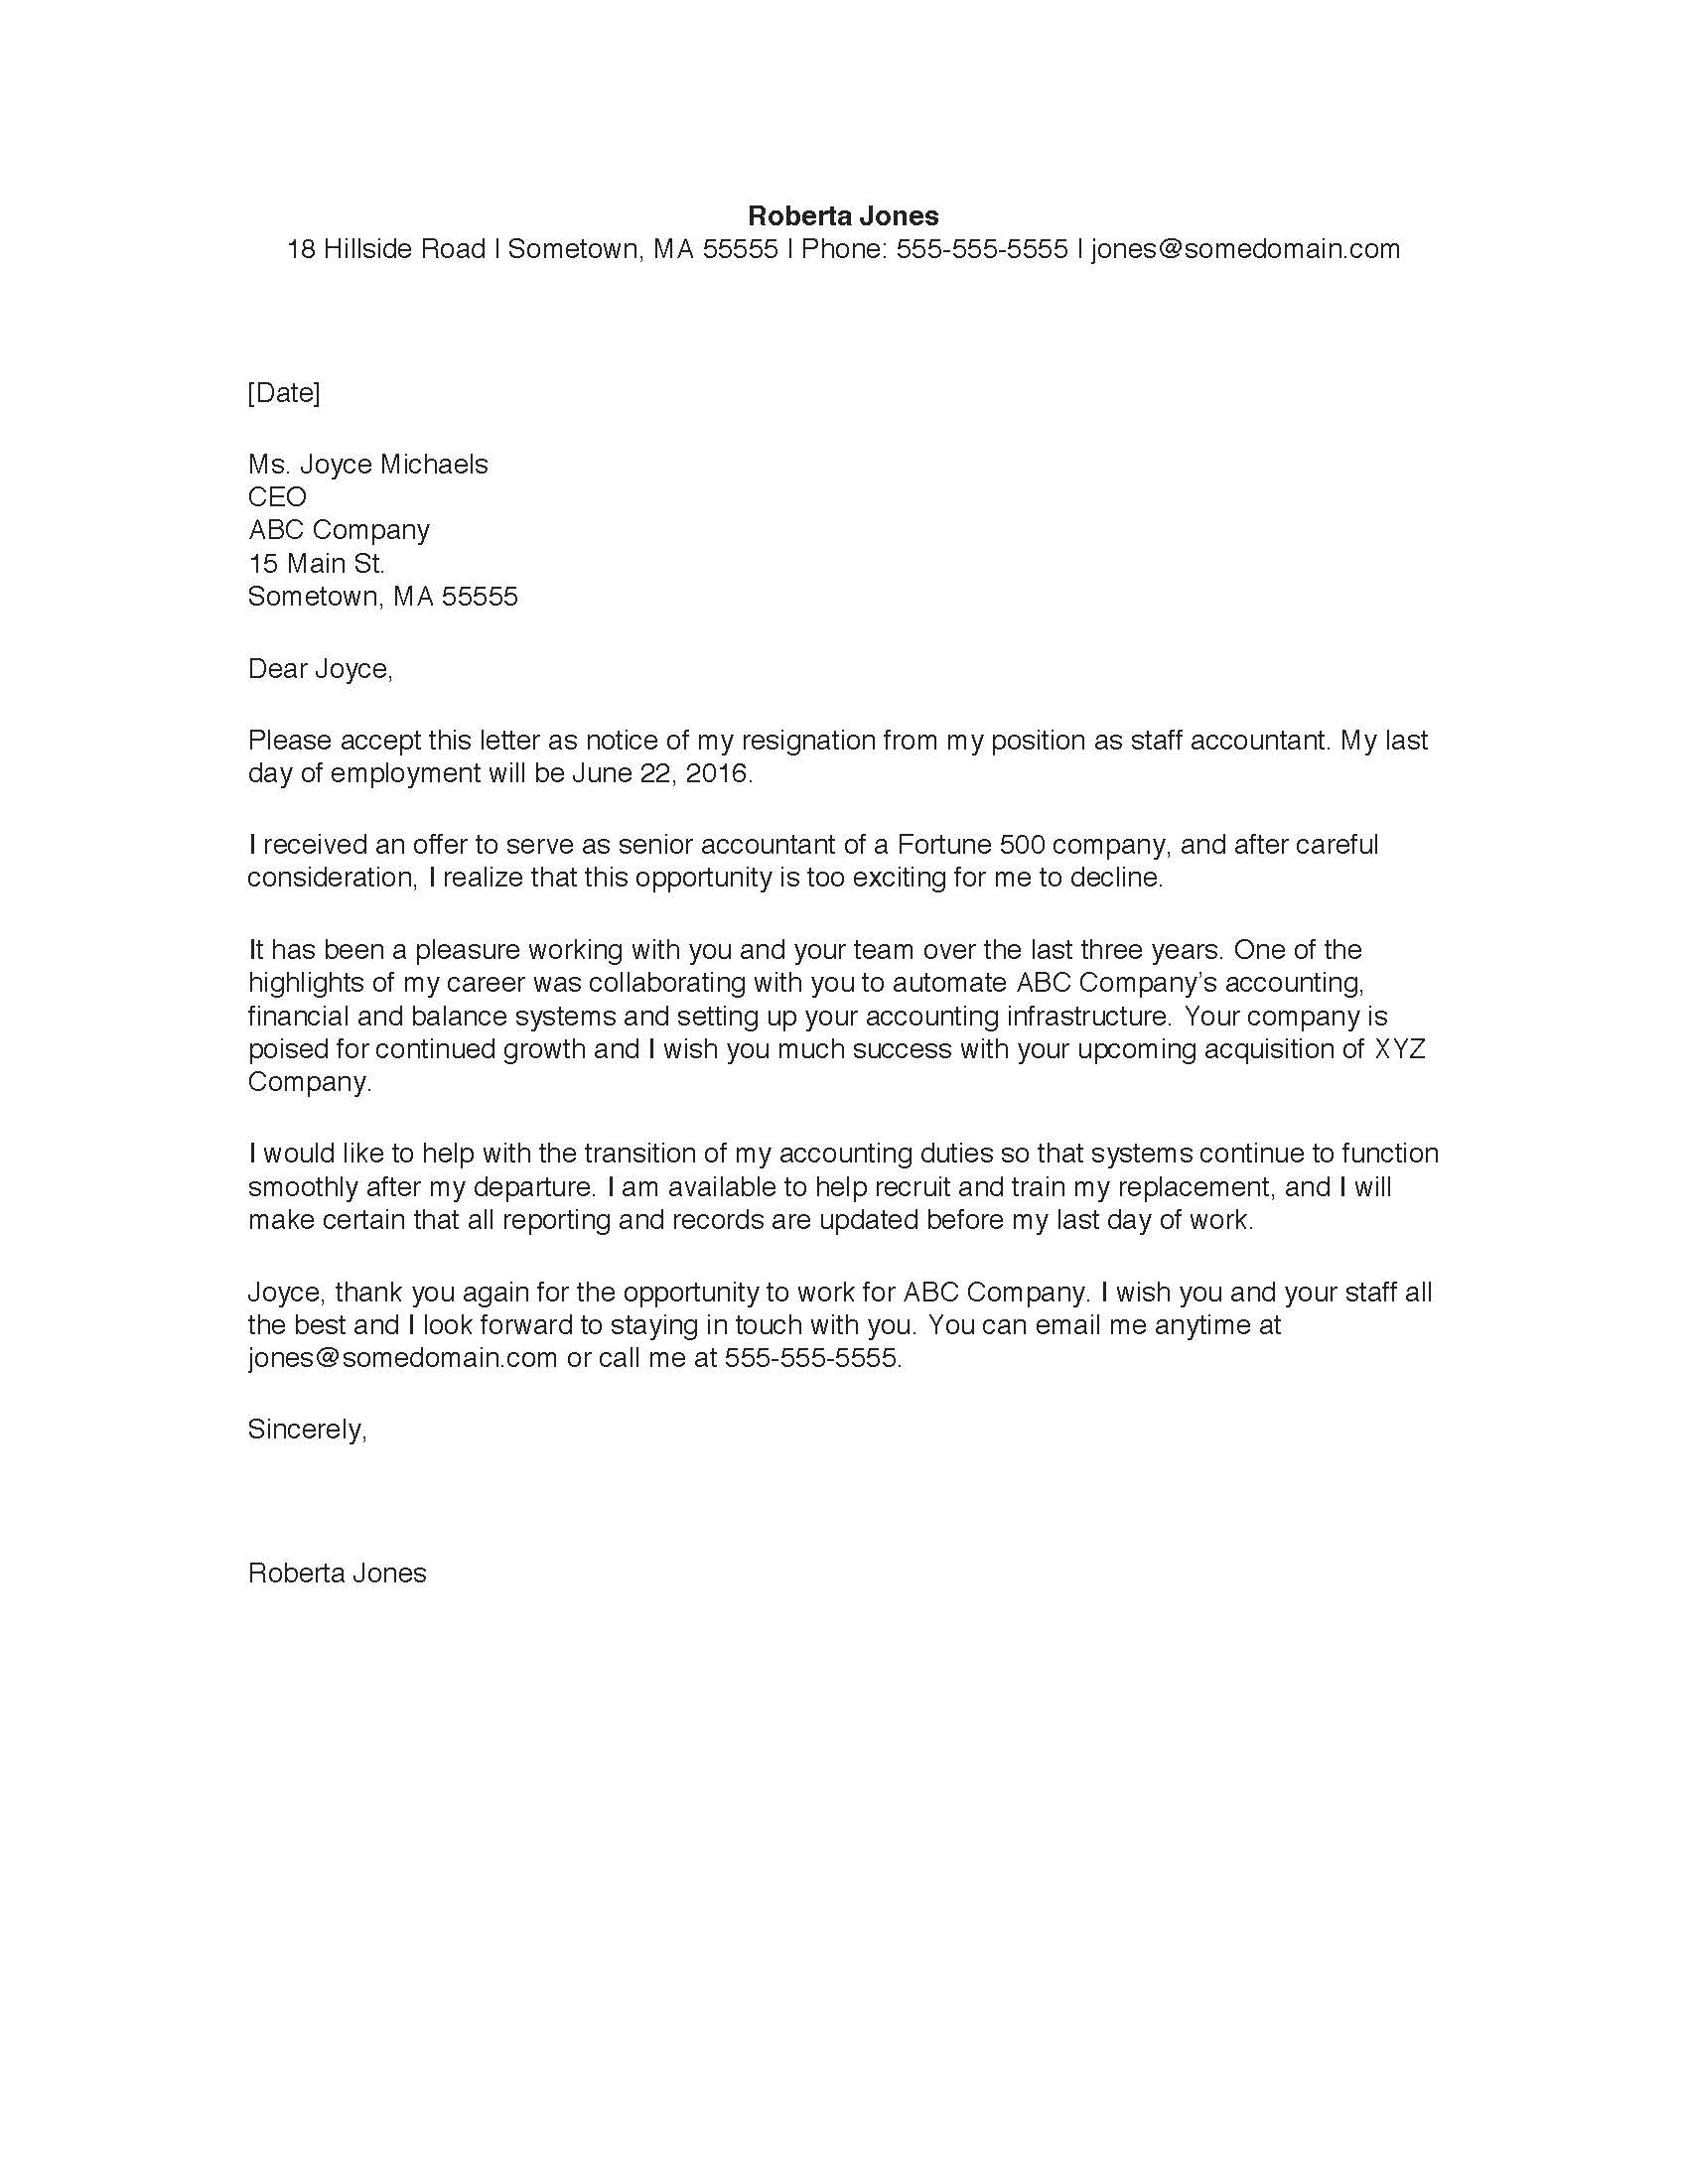 Roberta Jones
18 Hillside Road | Sometown, MA 55555 | Phone: 555-555-5555 | jones@somedomain.com
[Date]
Ms. Joyce Michaels
CEO
ABC Company
15 Main St.
Sometown, MA 55555
Dear Joyce,
Please accept this letter as notice of my resignation from my position as staff accountant. My last
day of employment will be June 22, 2016.
I received an offer to serve as senior accountant of a Fortune 500 company, and after careful
consideration, I realize that this opportunity is too exciting for me to decline.
It has been a pleasure working with you and your team over the last three years. One of the
highlights of my career was collaborating with you to automate ABC Company’s accounting,
financial and balance systems and setting up your accounting infrastructure. Your company is
poised for continued growth and I wish you much success with your upcoming acquisition of XYZ
Company.
I would like to help with the transition of my accounting duties so that systems continue to function
smoothly after my departure. I am available to help recruit and train my replacement, and I will
make certain that all reporting and records are updated before my last day of work.
Joyce, thank you again for the opportunity to work for ABC Company. I wish you and your staff all
the best and I look forward to staying in touch with you. You can email me anytime at
jones@somedomain.com or call me at 555-555-5555.
Sincerely,
Roberta Jones